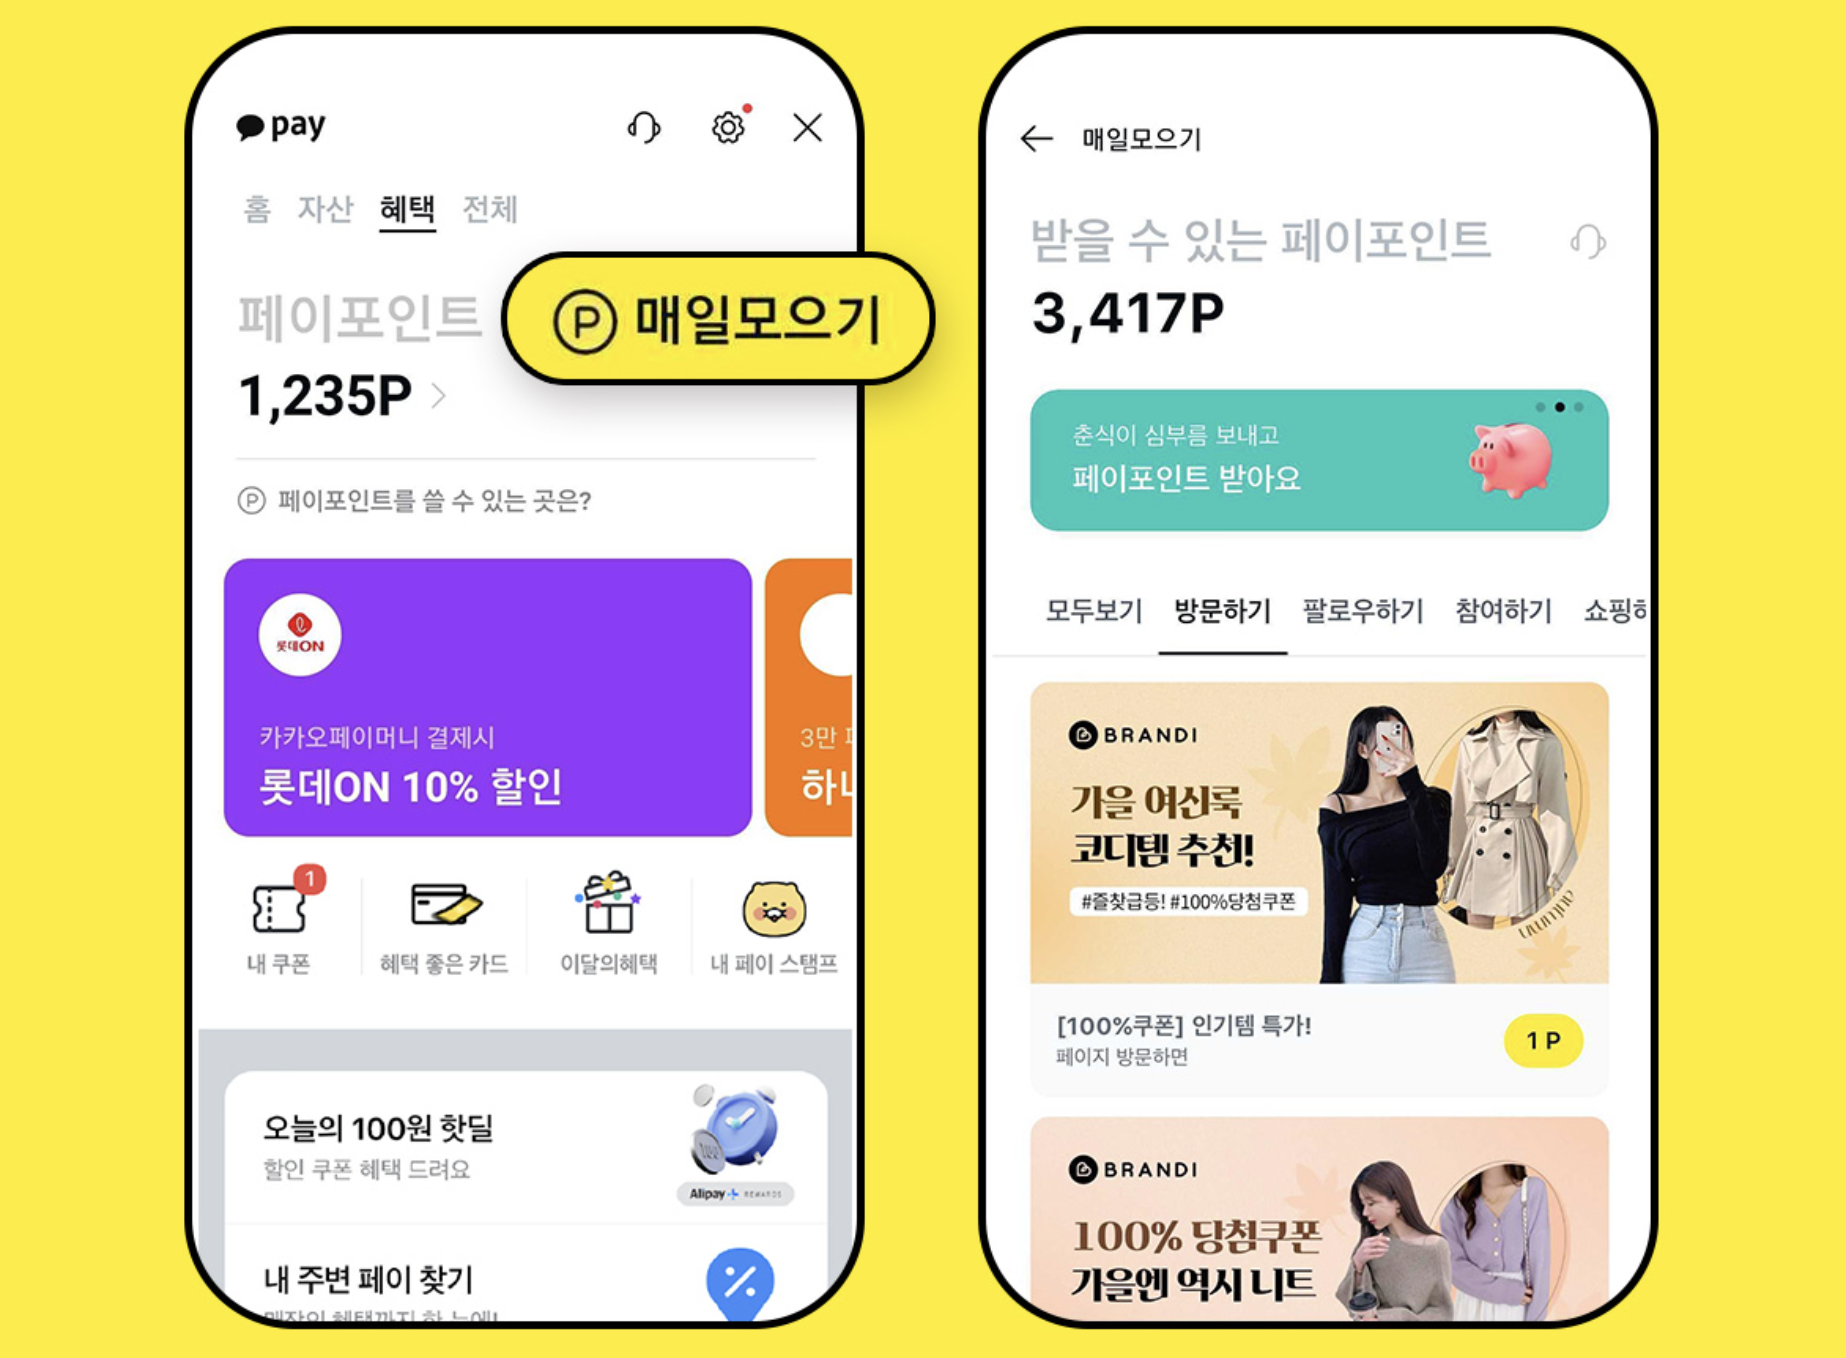 pay
홈 자산 혜택 전체
페이포인트
매일모으기
1,235P
페이포인트를 쓸 수 있는 곳은?
롯데ON
카카오페이머니 결제시
롯데ON 10% 할인
3만
하나
1
내 쿠폰
혜택 좋은 카드
이달의혜택
내 페이 스탬프
오늘의 100원 핫딜
할인 쿠폰 혜택 드려요
Alipay+ REWARDS
내 주변 페이 찾기
매일모으기
받을 수 있는 페이포인트
3,417P
춘식이 심부름 보내고
페이포인트 받아요
모두보기 방문하기 팔로우하기 참여하기 쇼핑하
BRANDI
가을 여신룩
코디템 추천!
#즐찾급등! #100%당첨쿠폰
[100%쿠폰] 인기템 특가!
페이지 방문하면
1 P
BRANDI
100% 당첨쿠폰
가을엔 역시 니트